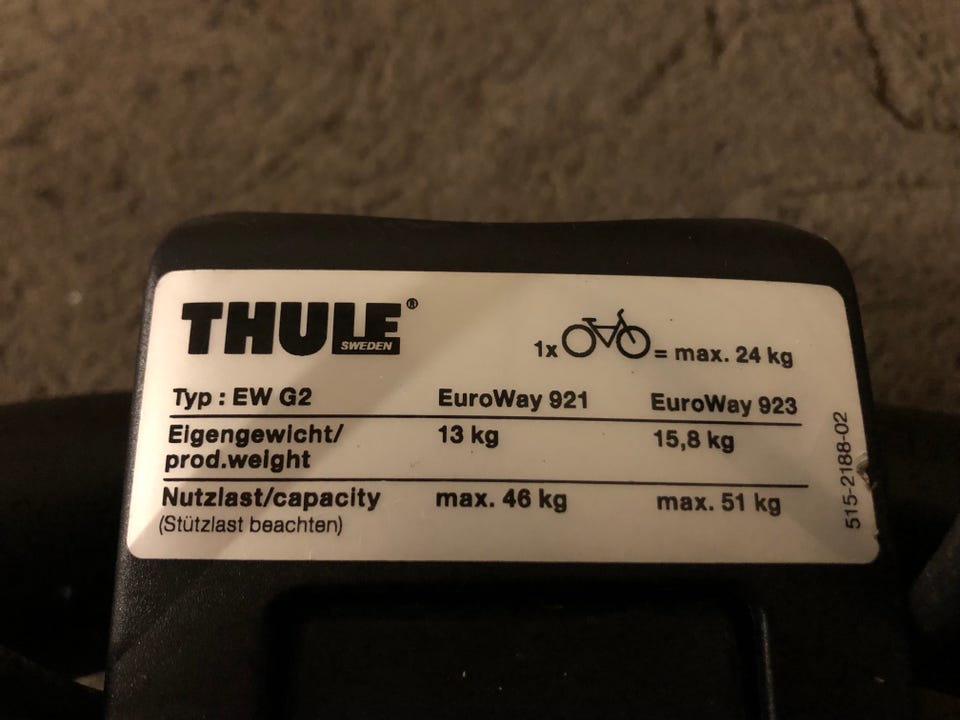 THULE®
SWEDEN
1x = max. 24 kg
Typ : EW G2 EuroWay 921 EuroWay 923
Eigengewicht/ 13 kg 15,8 kg
prod.weight
Nutzlast/capacity max. 46 kg max. 51 kg
(Stützlast beachten)
515-2188-02